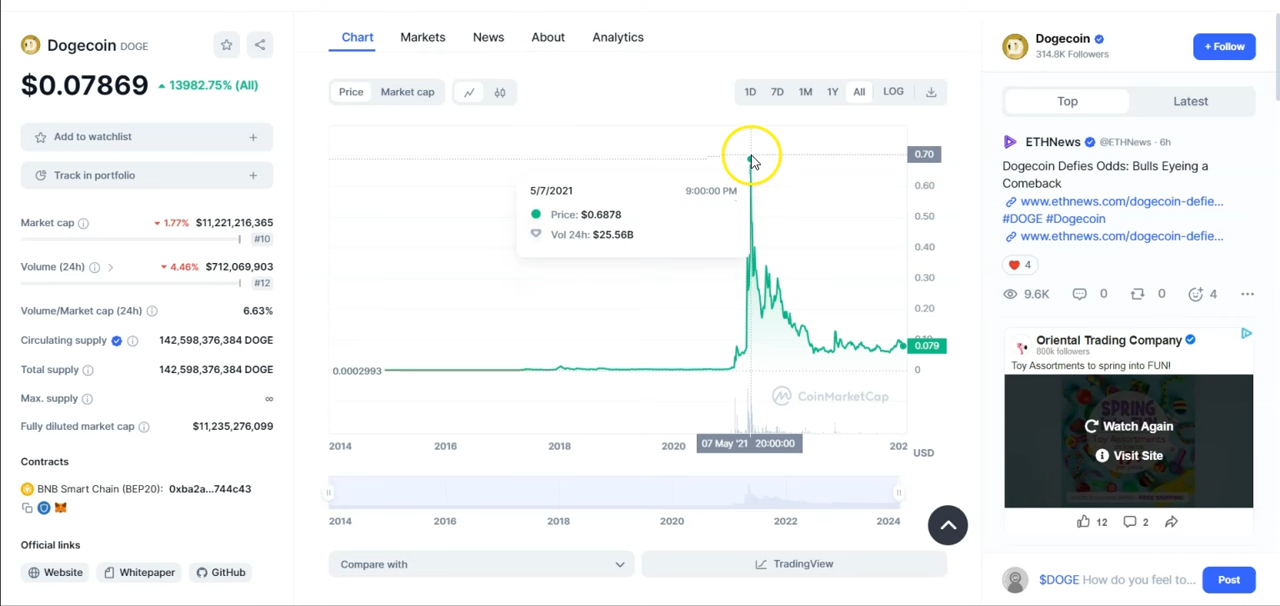 Dogecoin DOGE
$0.07869 13982.75% (All)
Add to watchlist +
Track in portfolio +
Market cap 1.77% $11,221,216,365
#10
Volume (24h) > 4.46% $712,069,903
#12
Volume/Market cap (24h) 6.63%
Circulating supply 142,598,376,384 DOGE
Total supply 142,598,376,384 DOGE
Max. supply ∞
Fully diluted market cap $11,235,276,099
Contracts
BNB Smart Chain (BEP20): 0xba2a...744c43
Official links
Website Whitepaper GitHub
Chart Markets News About Analytics
Price Market cap 1D 7D 1M 1Y All LOG
0.70
0.60
0.50
0.40
0.30
0.20
0.079
0
5/7/2021 9:00:00 PM
Price: $0.6878
Vol 24h: $25.56B
0.0002993
CoinMarketCap
2014 2016 2018 2020 07 May '21 20:00:00 202
USD
2014 2016 2018 2020 2022 2024
Compare with TradingView
Dogecoin
314.8K Followers
+ Follow
Top Latest
ETHNews @ETHNews · 6h
Dogecoin Defies Odds: Bulls Eyeing a
Comeback
www.ethnews.com/dogecoin-defie...
#DOGE #Dogecoin
www.ethnews.com/dogecoin-defie...
4
9.6K 0 0 4 ...
Oriental Trading Company
800k followers
Toy Assortments to spring into FUN!
SPRING
Watch Again
Visit Site
12 2
$DOGE How do you feel to... Post